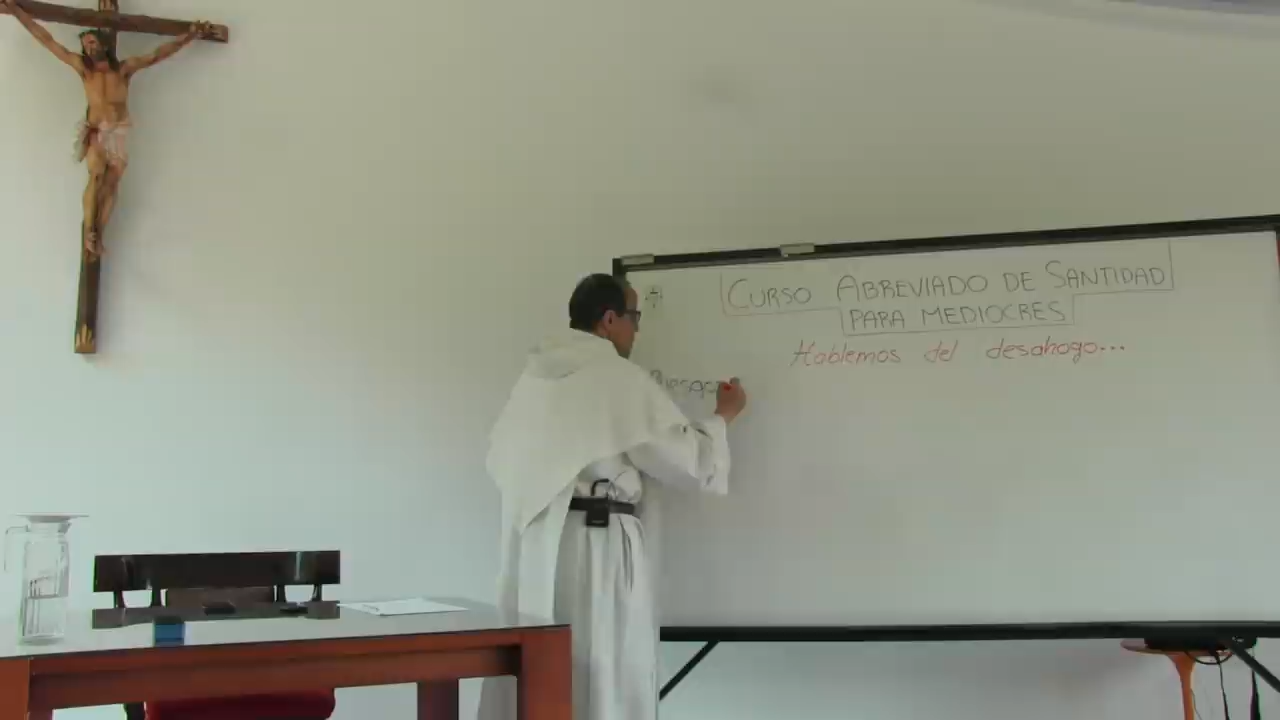 CURSO ABREVIADO DE SANTIDAD
PARA MEDIOCRES
Hablemos del desahogo...